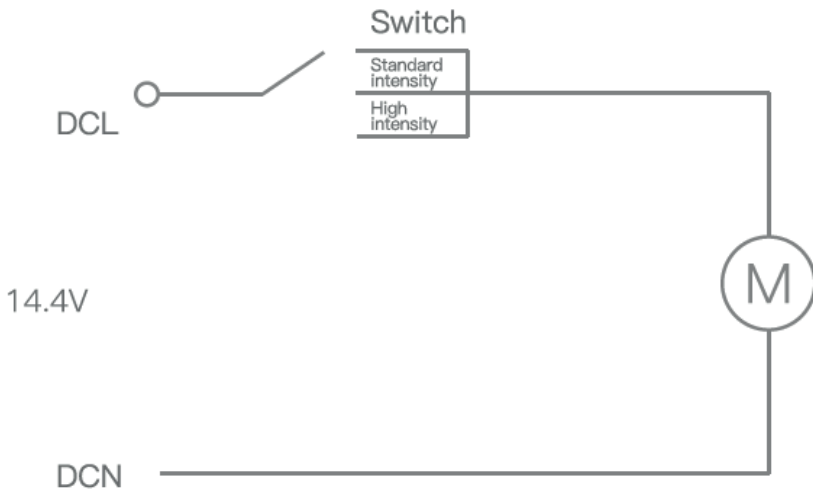 Switch
Standard
intensity
High
intensity
DCL
14.4V
M
DCN